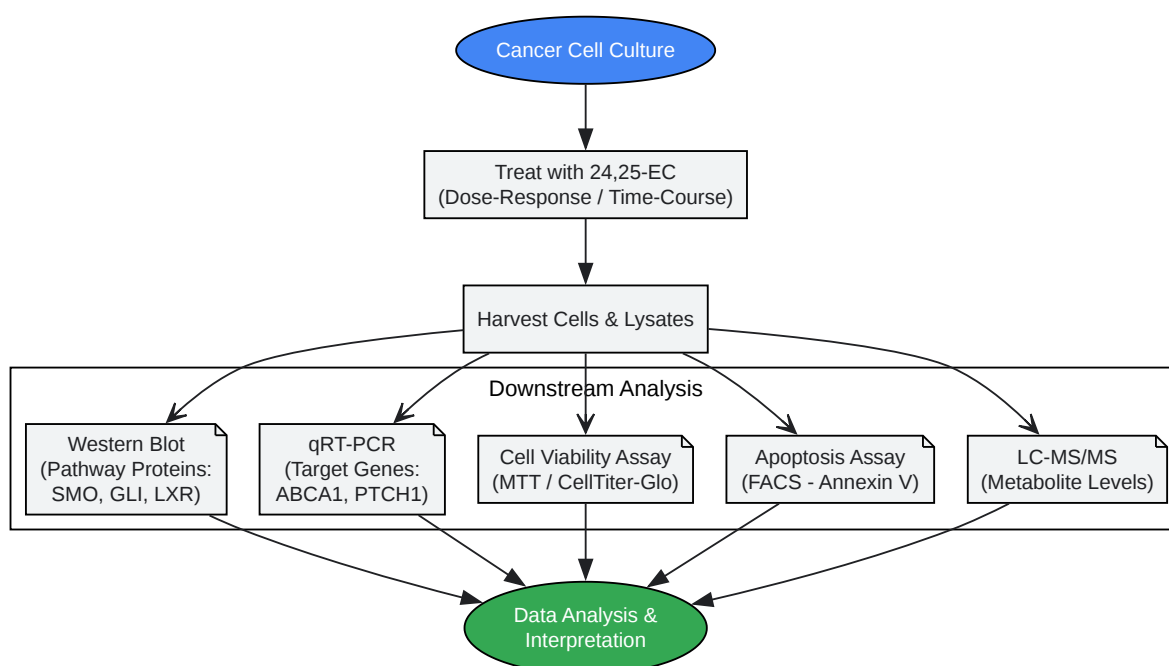 Cancer Cell Culture
Treat with 24,25-EC
(Dose-Response / Time-Course)
Harvest Cells & Lysates
Downstream Analysis
Western Blot
(Pathway Proteins:
SMO, GLI, LXR)
qRT-PCR
(Target Genes:
ABCA1, PTCH1)
Cell Viability Assay
(MTT / CellTiter-Glo)
Apoptosis Assay
(FACS - Annexin V)
LC-MS/MS
(Metabolite Levels)
Data Analysis &
Interpretation